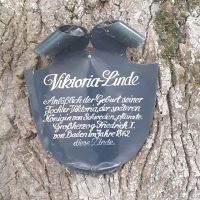 Viktoria-Linde
Anläßlich der Geburt seiner
Tochter Viktoria, der späteren
Königin von Schweden, pflanzte
Großherzog Friedrich I.
von Baden im Jahre 1862
diese Linde.